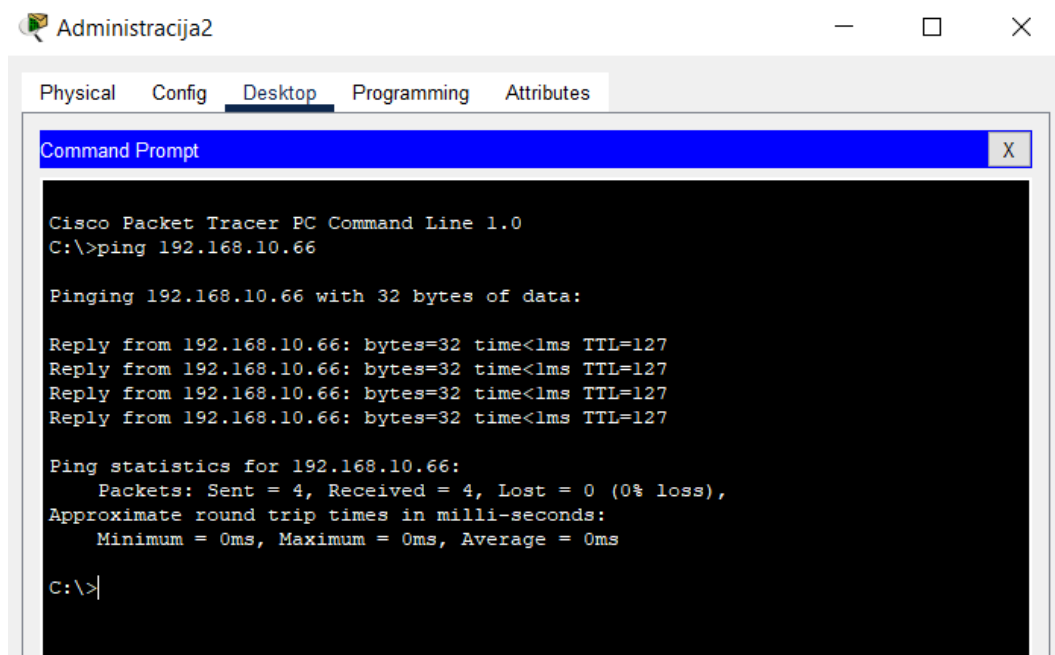 Administracija2
Physical Config Desktop Programming Attributes
Command Prompt X
Cisco Packet Tracer PC Command Line 1.0
C:\>ping 192.168.10.66
Pinging 192.168.10.66 with 32 bytes of data:
Reply from 192.168.10.66: bytes=32 time<1ms TTL=127
Reply from 192.168.10.66: bytes=32 time<1ms TTL=127
Reply from 192.168.10.66: bytes=32 time<1ms TTL=127
Reply from 192.168.10.66: bytes=32 time<1ms TTL=127
Ping statistics for 192.168.10.66:
Packets: Sent = 4, Received = 4, Lost = 0 (0% loss),
Approximate round trip times in milli-seconds:
Minimum = 0ms, Maximum = 0ms, Average = 0ms
C:\>